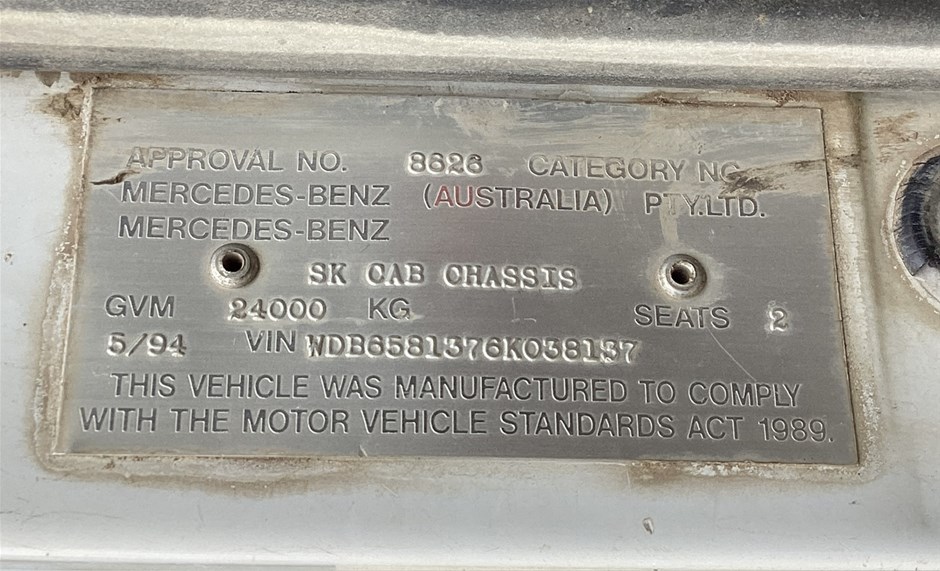 APPROVAL NO. 8626 CATEGORY NO.
MERCEDES-BENZ (AUSTRALIA) PTY.LTD.
MERCEDES-BENZ
SK CAB CHASSIS
GVM 24000 KG SEATS 2
5/94 VIN WDB6581376K038137
THIS VEHICLE WAS MANUFACTURED TO COMPLY
WITH THE MOTOR VEHICLE STANDARDS ACT 1989.